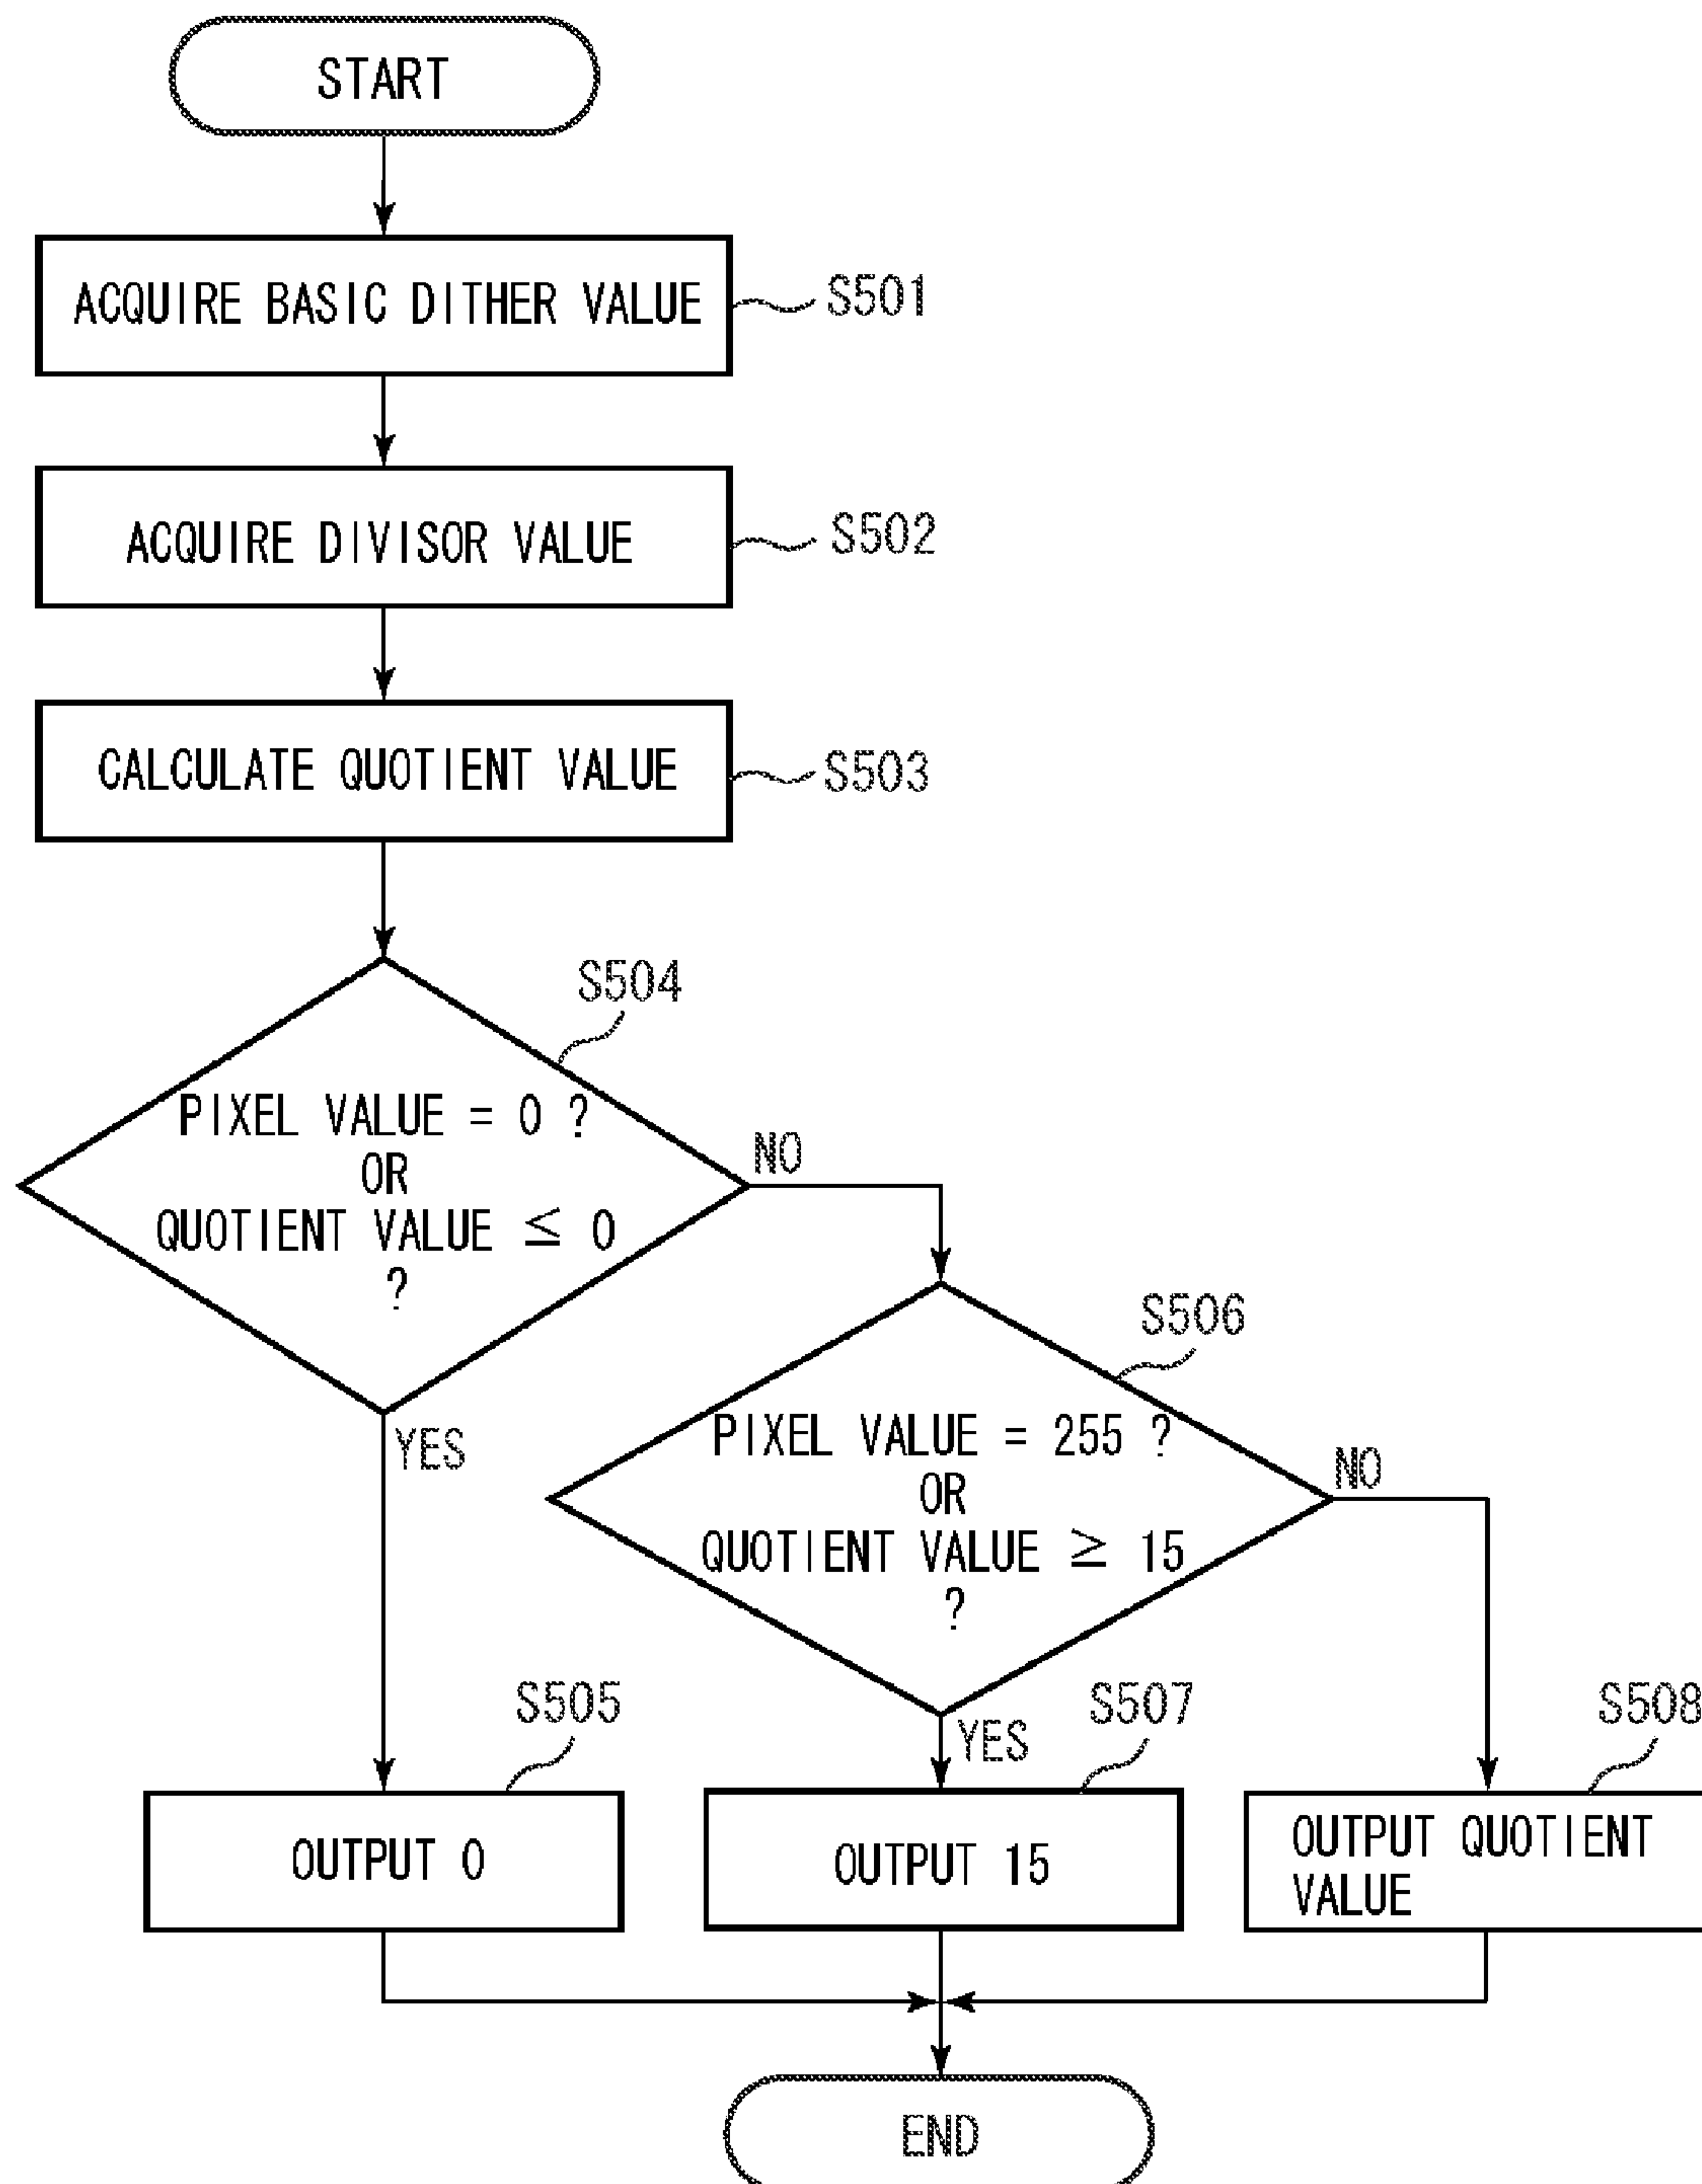 START
ACQUIRE BASIC DITHER VALUE
S501
ACQUIRE DIVISOR VALUE
S502
CALCULATE QUOTIENT VALUE
S503
S504
PIXEL VALUE = 0 ?
OR
QUOTIENT VALUE ≦ 0
?
NO
YES
S506
PIXEL VALUE = 255 ?
OR
QUOTIENT VALUE ≧ 15
?
NO
YES
S505
OUTPUT 0
S507
OUTPUT 15
S508
OUTPUT QUOTIENT
VALUE
END